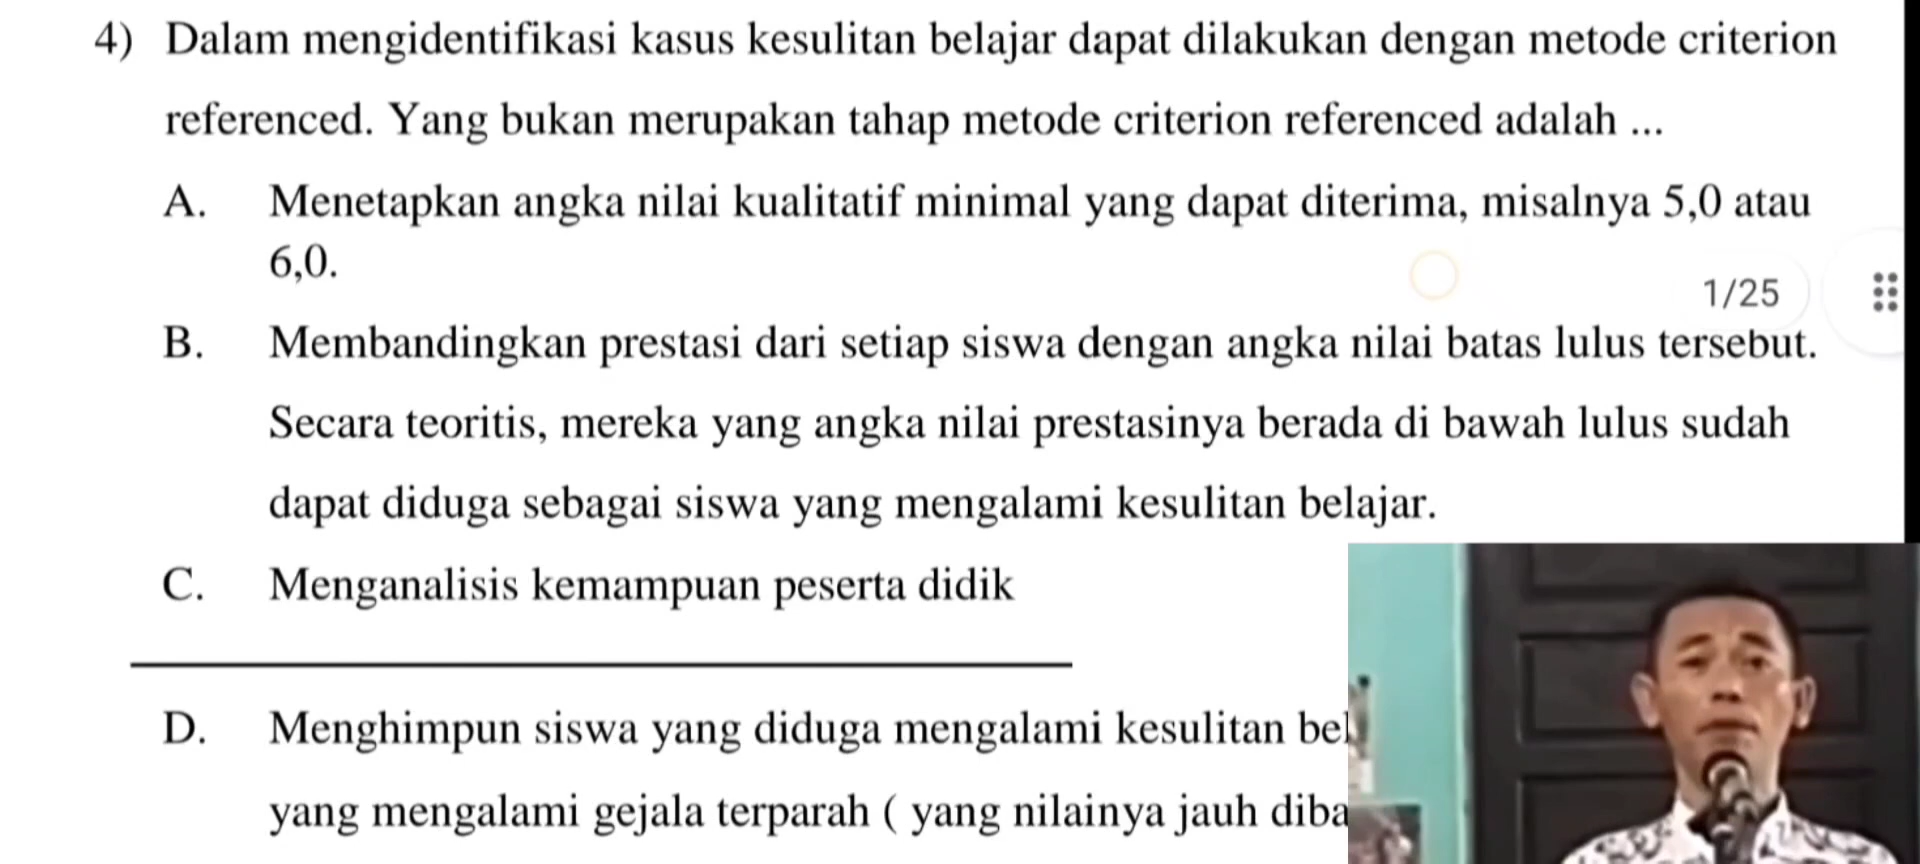 4) Dalam mengidentifikasi kasus kesulitan belajar dapat dilakukan dengan metode criterion
referenced. Yang bukan merupakan tahap metode criterion referenced adalah ...
A. Menetapkan angka nilai kualitatif minimal yang dapat diterima, misalnya 5,0 atau
6,0.
1/25
B. Membandingkan prestasi dari setiap siswa dengan angka nilai batas lulus tersebut.
Secara teoritis, mereka yang angka nilai prestasinya berada di bawah lulus sudah
dapat diduga sebagai siswa yang mengalami kesulitan belajar.
C. Menganalisis kemampuan peserta didik
D. Menghimpun siswa yang diduga mengalami kesulitan
yang mengalami gejala terparah ( yang nilainya jauh